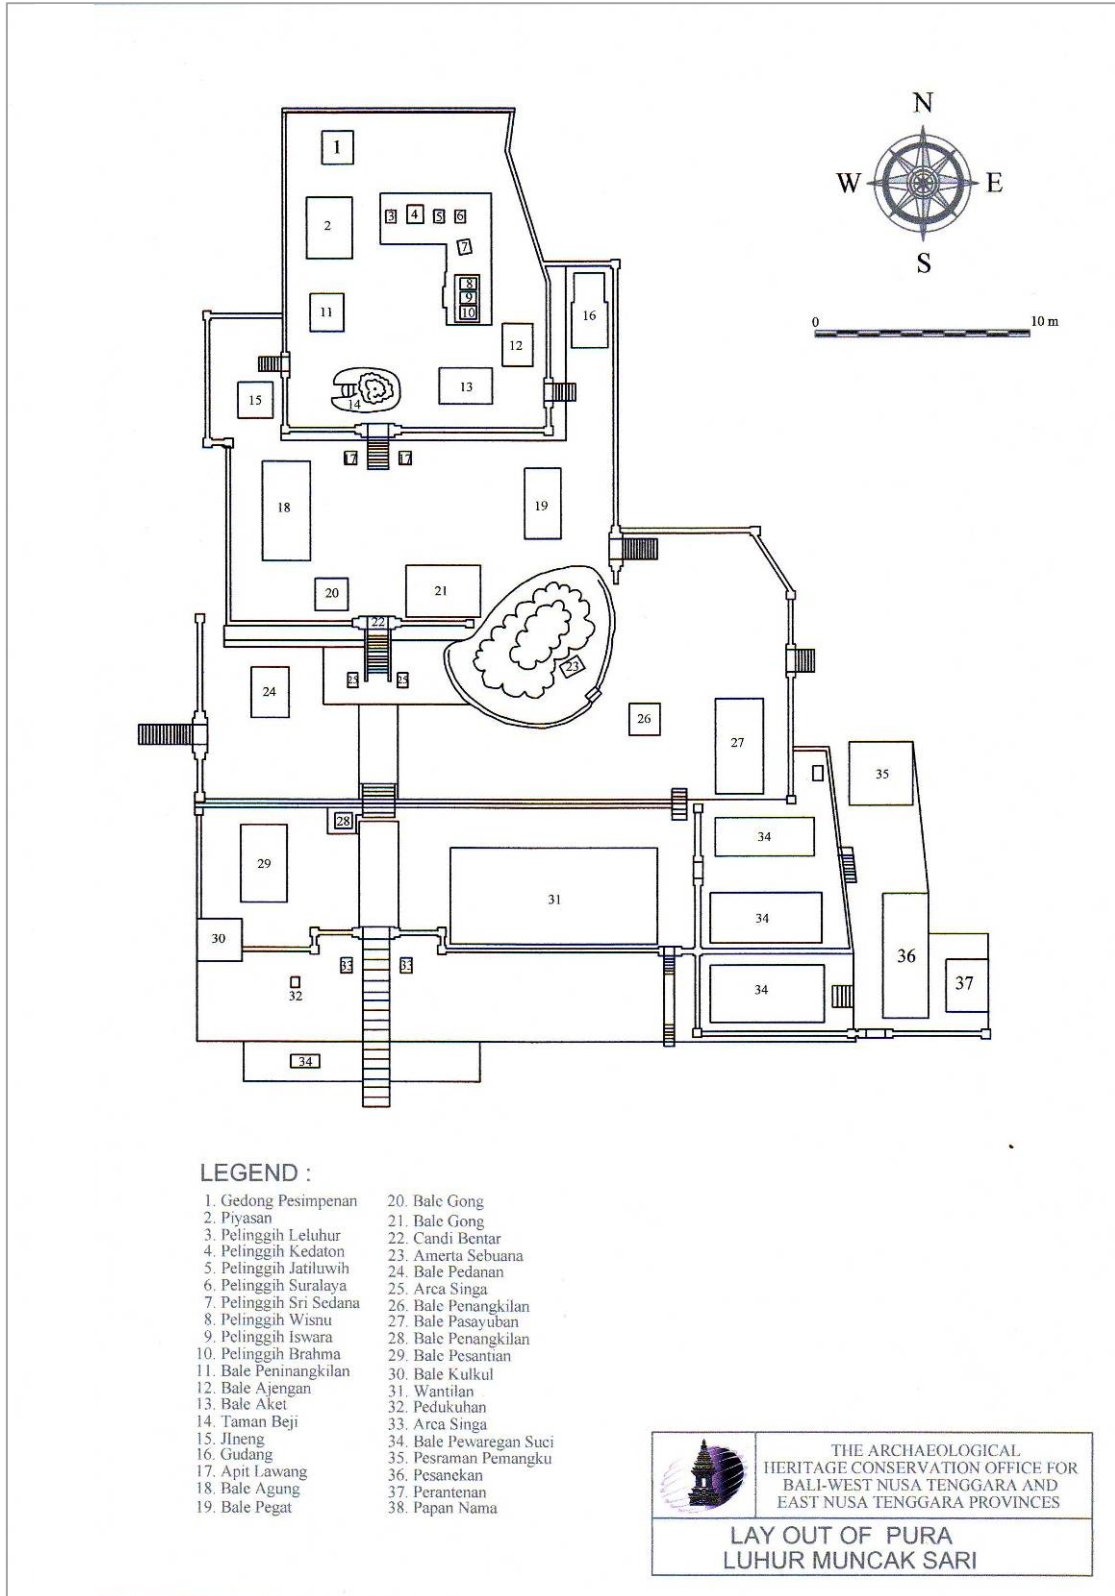 N
W
E
S
0
10 m
1
2
3
4
5
6
7
8
9
10
11
12
13
14
15
16
17
17
18
19
20
21
22
23
24
25
25
26
27
28
29
30
31
32
33
33
34
34
34
34
35
36
37
LEGEND :
1. Gedong Pesimpenan
2. Piyasan
3. Pelinggih Leluhur
4. Pelinggih Kedaton
5. Pelinggih Jatiluwih
6. Pelinggih Suralaya
7. Pelinggih Sri Sedana
8. Pelinggih Wisnu
9. Pelinggih Iswara
10. Pelinggih Brahma
11. Bale Peninangkilan
12. Bale Ajengan
13. Bale Aket
14. Taman Beji
15. JIneng
16. Gudang
17. Apit Lawang
18. Bale Agung
19. Bale Pegat
20. Bale Gong
21. Bale Gong
22. Candi Bentar
23. Amerta Sebuana
24. Bale Pedanan
25. Arca Singa
26. Bale Penangkilan
27. Bale Pasayuban
28. Bale Penangkilan
29. Bale Pesantian
30. Bale Kulkul
31. Wantilan
32. Pedukuhan
33. Arca Singa
34. Bale Pewaregan Suci
35. Pesraman Pemangku
36. Pesanekan
37. Perantenan
38. Papan Nama
THE ARCHAEOLOGICAL
HERITAGE CONSERVATION OFFICE FOR
BALI-WEST NUSA TENGGARA AND
EAST NUSA TENGGARA PROVINCES
LAY OUT OF PURA
LUHUR MUNCAK SARI